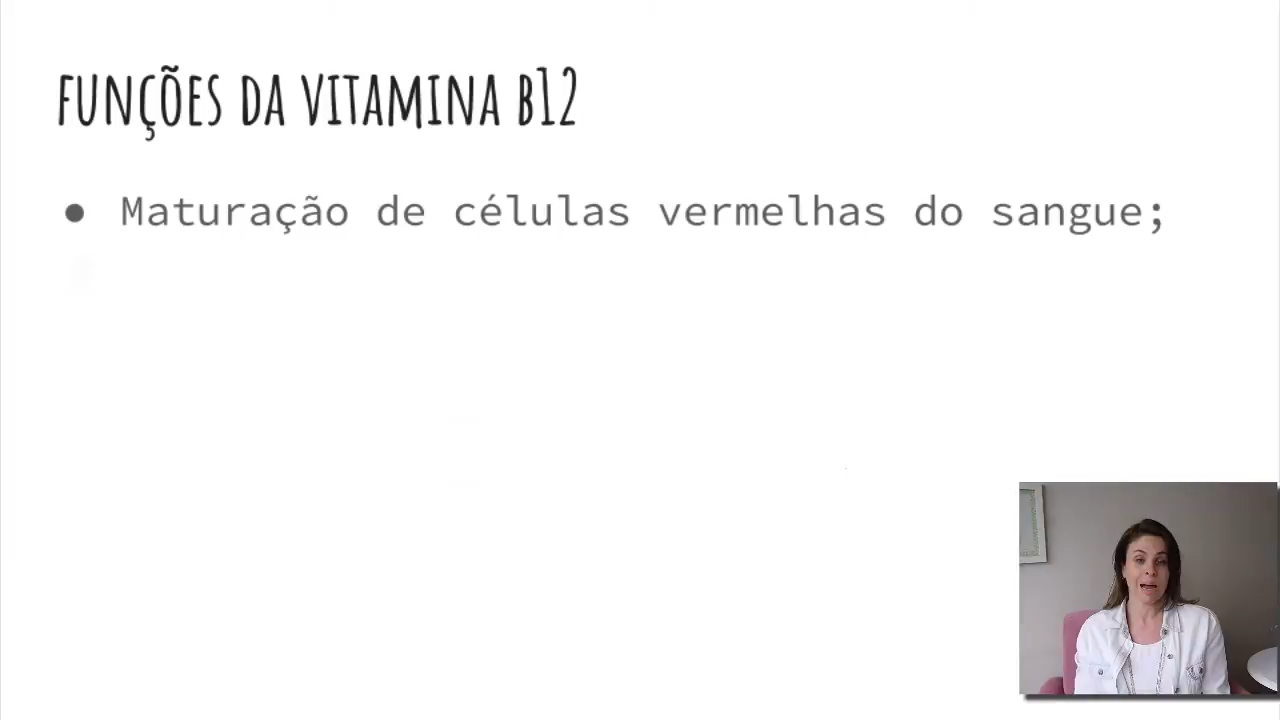 FUNÇÕES DA VITAMINA B12
● Maturação de células vermelhas do sangue;